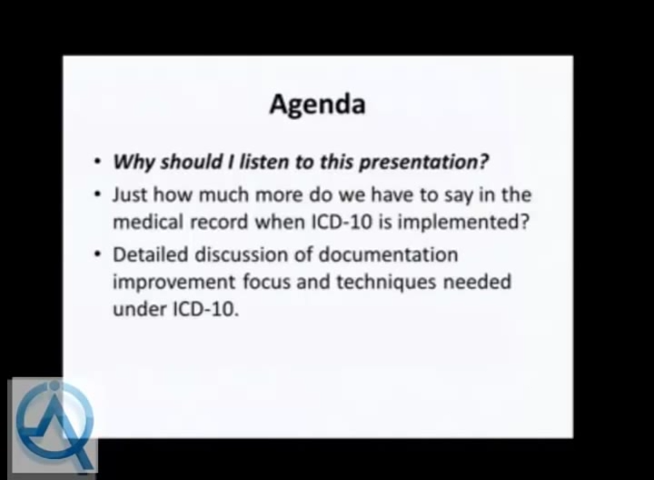 Agenda
• Why should I listen to this presentation?
• Just how much more do we have to say in the
medical record when ICD-10 is implemented?
• Detailed discussion of documentation
improvement focus and techniques needed
under ICD-10.